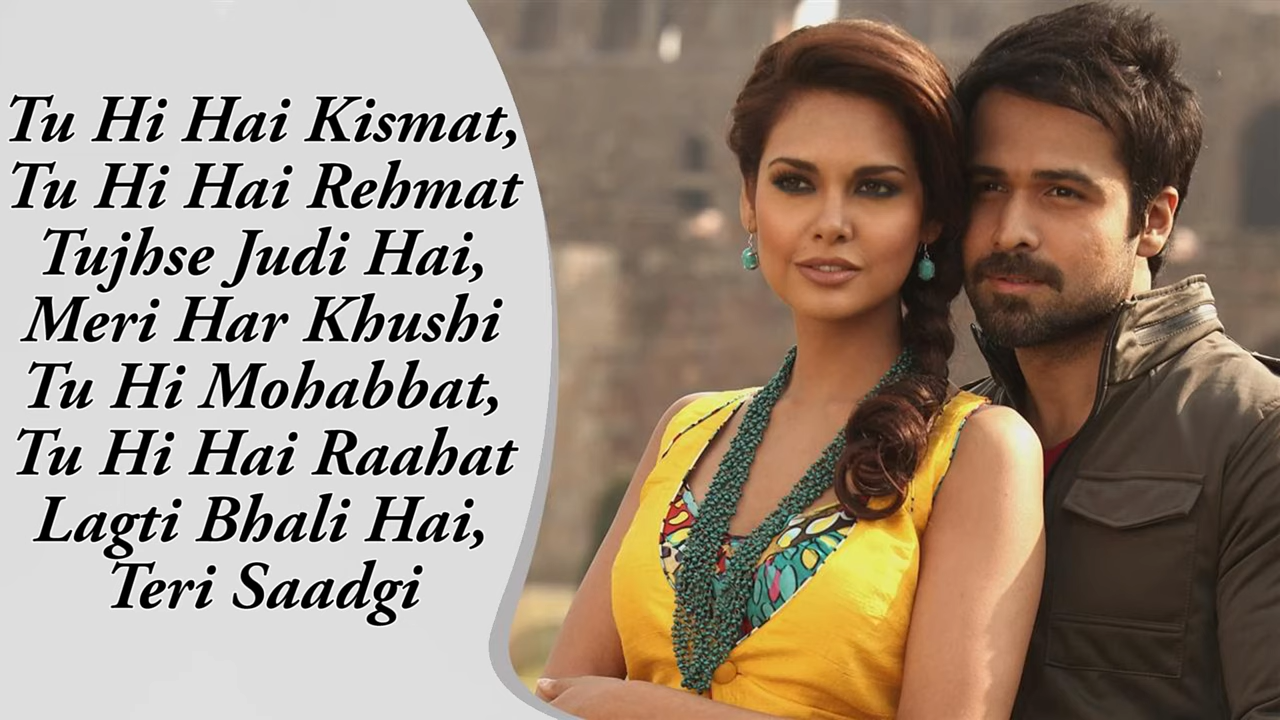 Tu Hi Hai Kismat,
Tu Hi Hai Rehmat
Tujhse Judi Hai,
Meri Har Khushi
Tu Hi Mohabbat,
Tu Hi Hai Raahat
Lagti Bhali Hai,
Teri Saadgi